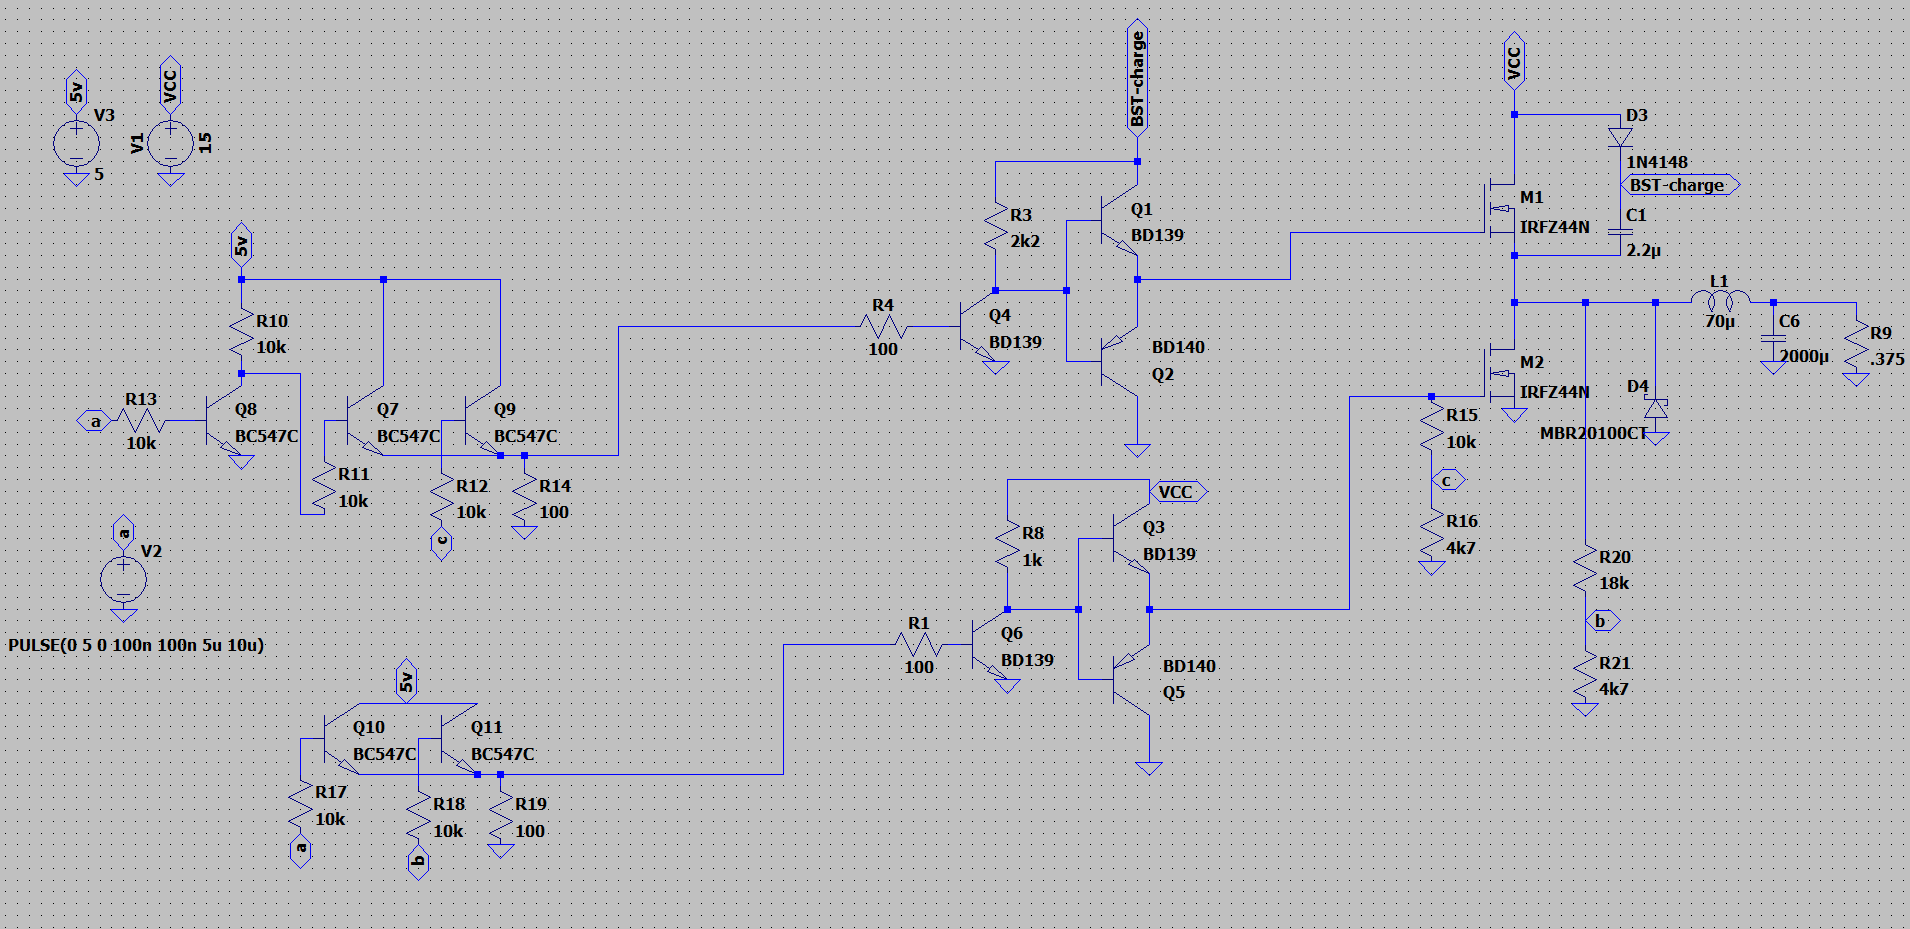 5v
V3
5
VCC
V1
15
BST-charge
VCC
D3
1N4148
BST-charge
C1
2.2µ
M1
IRFZ44N
R3
2k2
Q1
BD139
5v
R10
10k
R4
100
Q4
BD139
BD140
Q2
L1
70µ
C6
2000µ
R9
.375
M2
IRFZ44N
D4
MBR20100CT
a
R13
10k
Q8
BC547C
Q7
BC547C
Q9
BC547C
R11
10k
R12
10k
c
R14
100
R15
10k
c
R16
4k7
VCC
R8
1k
Q3
BD139
a
V2
PULSE(0 5 0 100n 100n 5u 10u)
R1
100
Q6
BD139
BD140
Q5
R20
18k
b
R21
4k7
5v
Q10
BC547C
Q11
BC547C
R17
10k
a
R18
10k
b
R19
100